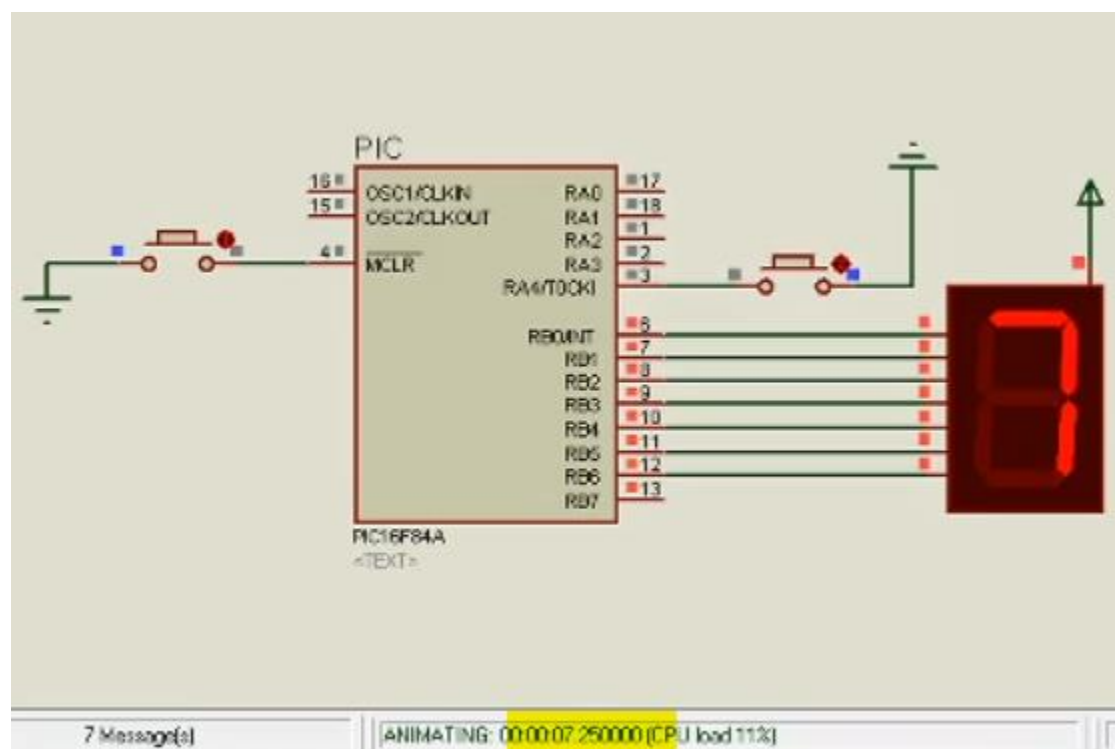 PIC
16 OSC1/CLKIN RA0 17
15 OSC2/CLKOUT RA1 18
RA2 1
4 MCLR RA3 2
RA4/T0CKI 3
RB0/INT 6
RB1 7
RB2 8
RB3 9
RB4 10
RB5 11
RB6 12
RB7 13
7
PIC16F84A
<TEXT>
7 Message(s) ANIMATING: 00:00:07.250000 (CPU load 11%)